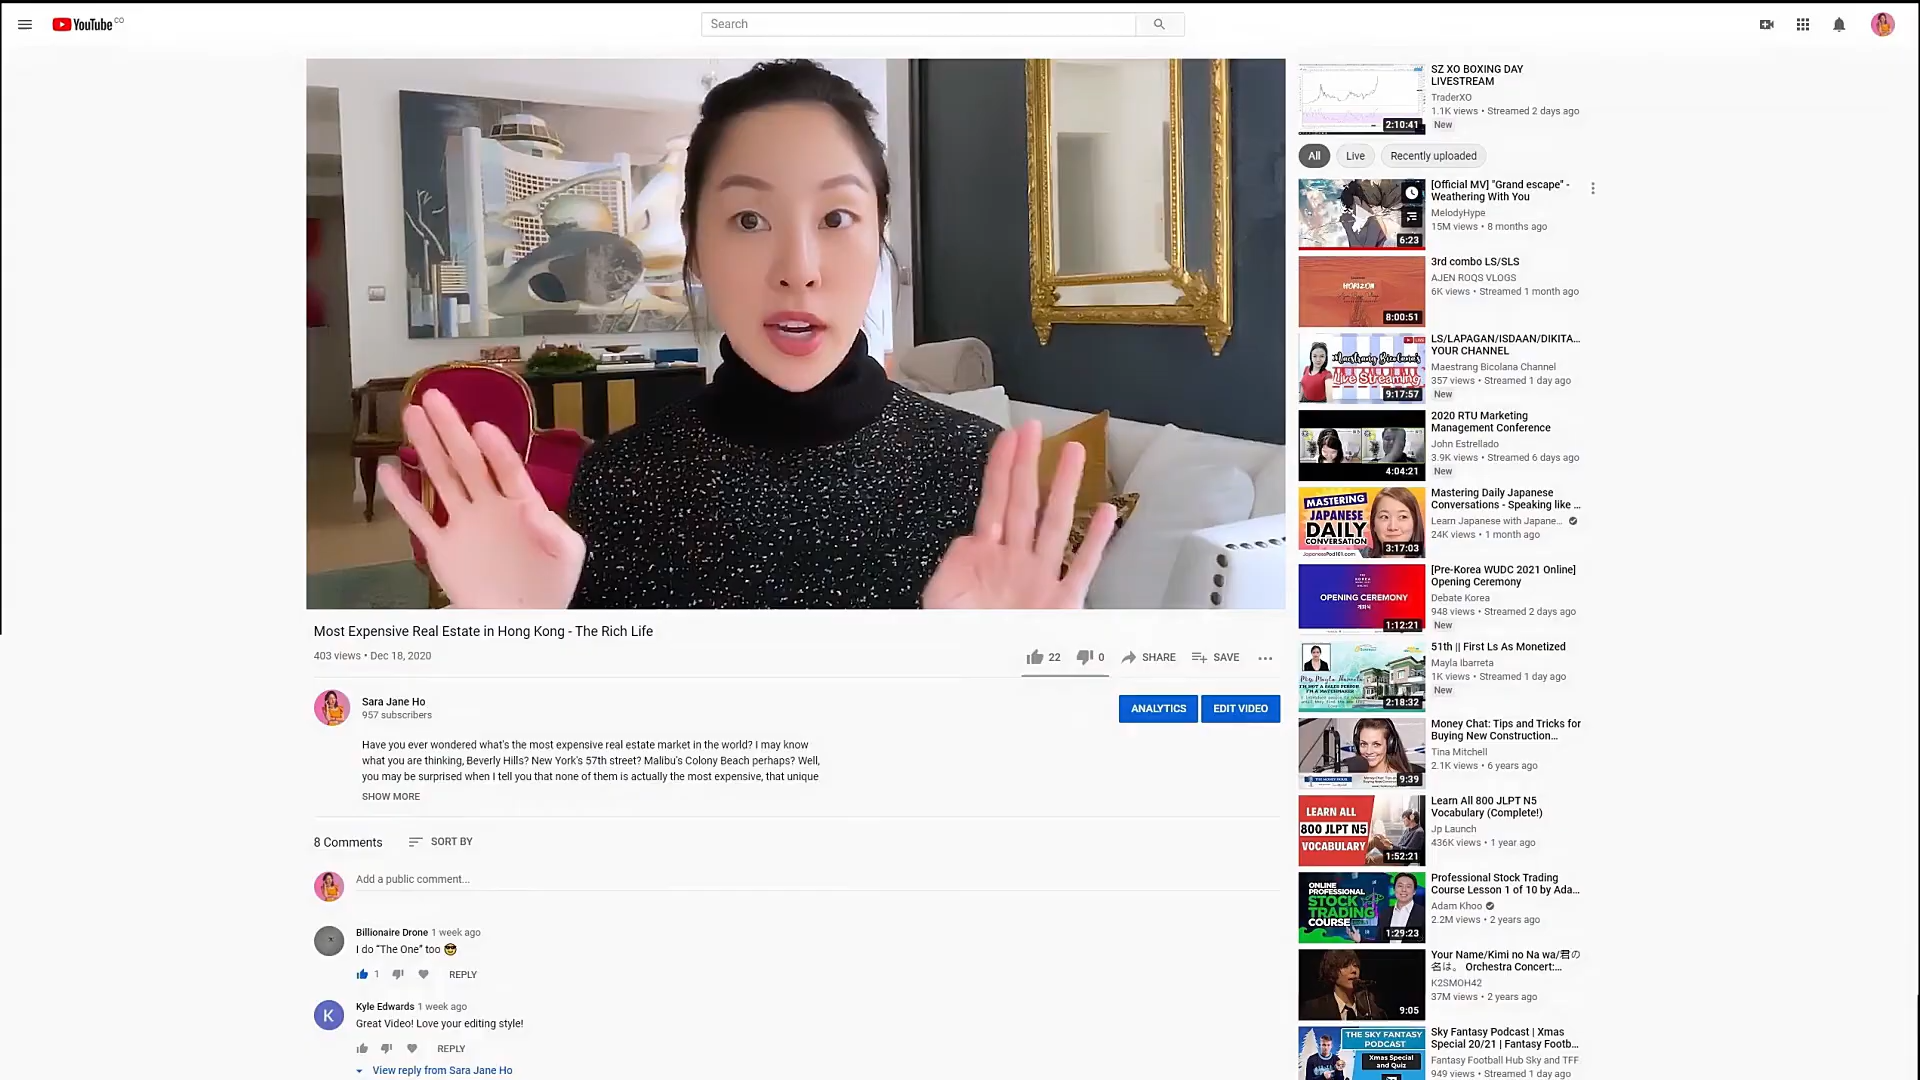 YouTube CO
Search
Most Expensive Real Estate in Hong Kong - The Rich Life
403 views • Dec 18, 2020
22
0
SHARE
SAVE
Sara Jane Ho
957 subscribers
ANALYTICS
EDIT VIDEO
Have you ever wondered what's the most expensive real estate market in the world? I may know
what you are thinking, Beverly Hills? New York's 57th street? Malibu's Colony Beach perhaps? Well,
you may be surprised when I tell you that none of them is actually the most expensive, that unique
SHOW MORE
8 Comments
SORT BY
Add a public comment...
Billionaire Drone 1 week ago
I do “The One” too 😎
1
REPLY
Kyle Edwards 1 week ago
K
Great Video! Love your editing style!
REPLY
View reply from Sara Jane Ho
2:10:41
SZ XO BOXING DAY
LIVESTREAM
TraderXO
1.1K views • Streamed 2 days ago
New
All
Live
Recently uploaded
6:23
[Official MV] "Grand escape" -
Weathering With You
MelodyHype
15M views • 8 months ago
HORIZON
8:00:51
3rd combo LS/SLS
AJEN ROQS VLOGS
6K views • Streamed 1 month ago
LIVE
Maestrang Bicolana's
Live Streaming
9:17:57
LS/LAPAGAN/ISDAAN/DIKITA...
YOUR CHANNEL
Maestrang Bicolana Channel
357 views • Streamed 1 day ago
New
4:04:21
2020 RTU Marketing
Management Conference
John Estrellado
3.9K views • Streamed 6 days ago
New
MASTERING
JAPANESE
DAILY
CONVERSATION
JapanesePod101.com
3:17:03
Mastering Daily Japanese
Conversations - Speaking like ...
Learn Japanese with Japane...
24K views • 1 month ago
OPENING CEREMONY
개회식
1:12:21
[Pre-Korea WUDC 2021 Online]
Opening Ceremony
Debate Korea
948 views • Streamed 2 days ago
New
2:18:32
51th || First Ls As Monetized
Mayla Ibarreta
1K views • Streamed 1 day ago
New
9:39
Money Chat: Tips and Tricks for
Buying New Construction...
Tina Mitchell
2.1K views • 6 years ago
LEARN ALL
800 JLPT N5
VOCABULARY
1:52:21
Learn All 800 JLPT N5
Vocabulary (Complete!)
Jp Launch
436K views • 1 year ago
ONLINE
PROFESSIONAL
STOCK
TRADING
COURSE
1:29:23
Professional Stock Trading
Course Lesson 1 of 10 by Ada...
Adam Khoo
2.2M views • 2 years ago
9:05
Your Name/Kimi no Na wa/君の
名は。 Orchestra Concert:...
K2SMOH42
37M views • 2 years ago
THE SKY FANTASY
PODCAST
Xmas Special
and Quiz
Sky Fantasy Podcast | Xmas
Special 20/21 | Fantasy Footb...
Fantasy Football Hub Sky and TFF
949 views • Streamed 1 day ago